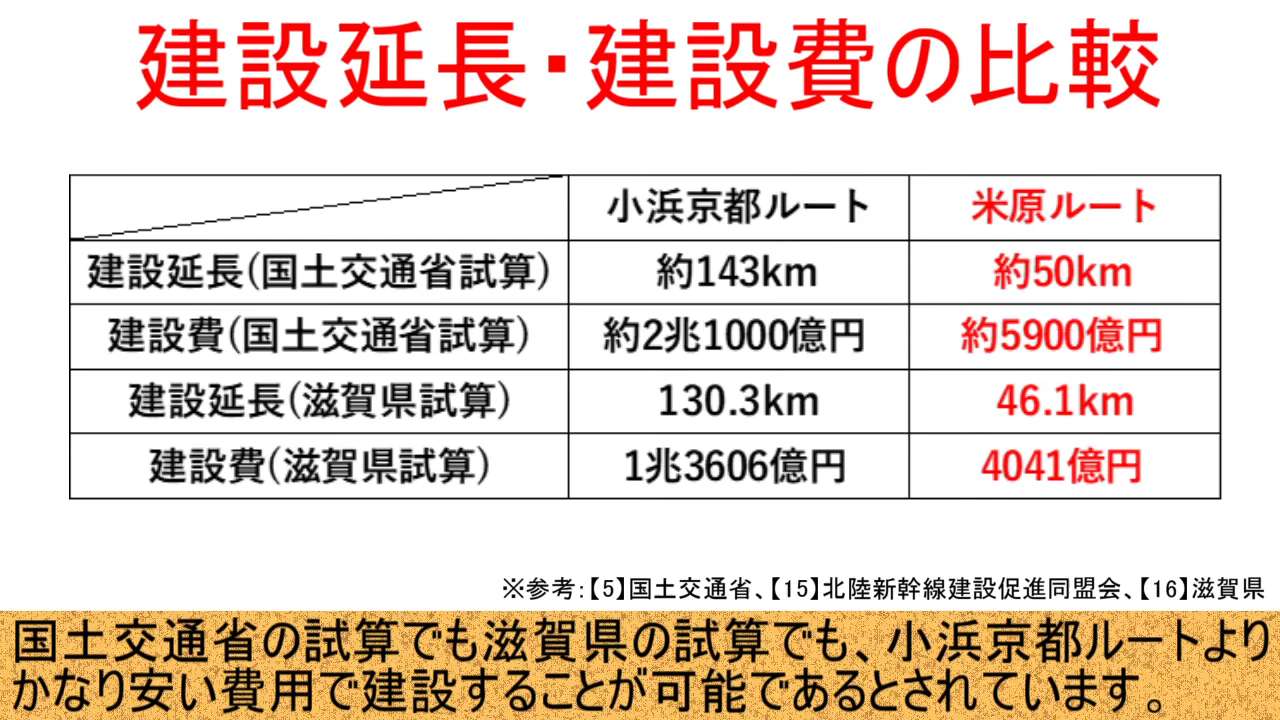 建設延長・建設費の比較
小浜京都ルート 米原ルート
建設延長(国土交通省試算) 約143km 約50km
建設費(国土交通省試算) 約2兆1000億円 約5900億円
建設延長(滋賀県試算) 130.3km 46.1km
建設費(滋賀県試算) 1兆3606億円 4041億円
※参考:【5】国土交通省、【15】北陸新幹線建設促進同盟会、【16】滋賀県
国土交通省の試算でも滋賀県の試算でも、小浜京都ルートより
かなり安い費用で建設することが可能であるとされています。